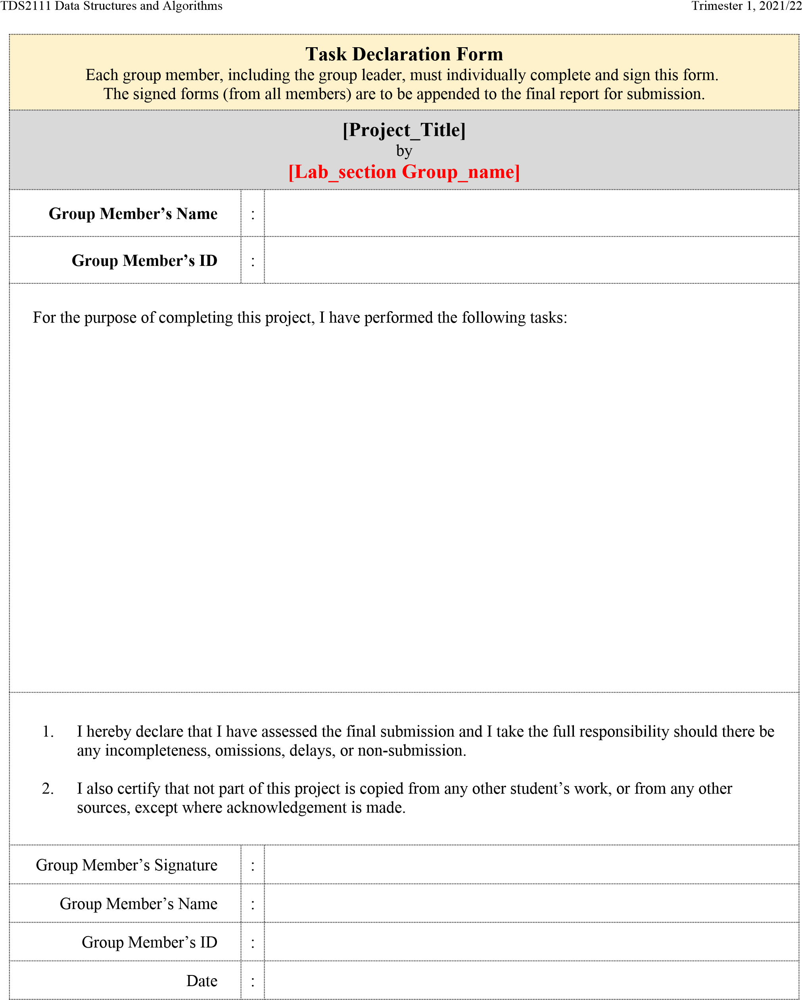 TDS2111 Data Structures and Algorithms Trimester 1, 2021/22
Task Declaration Form
Each group member, including the group leader, must individually complete and sign this form.
The signed forms (from all members) are to be appended to the final report for submission.
[Project_Title]
by
[Lab_section Group_name]
Group Member’s Name :
Group Member’s ID :
For the purpose of completing this project, I have performed the following tasks:
1. I hereby declare that I have assessed the final submission and I take the full responsibility should there be
any incompleteness, omissions, delays, or non-submission.
2. I also certify that not part of this project is copied from any other student’s work, or from any other
sources, except where acknowledgement is made.
Group Member’s Signature :
Group Member’s Name :
Group Member’s ID :
Date :